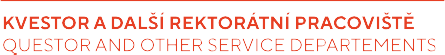 KVESTOR A DALŠÍ REKTORÁTNÍ PRACOVIŠTĚ
QUESTOR AND OTHER SERVICE DEPARTEMENTS